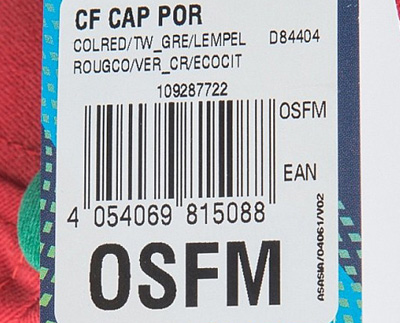 CF CAP POR
COLRED/TW_GRE/LEMPEL D84404
ROUGCO/VER_CR/ECOCIT
109287722
OSFM
EAN
4 054069 815088
OSFM
ASASIA/04061/V02